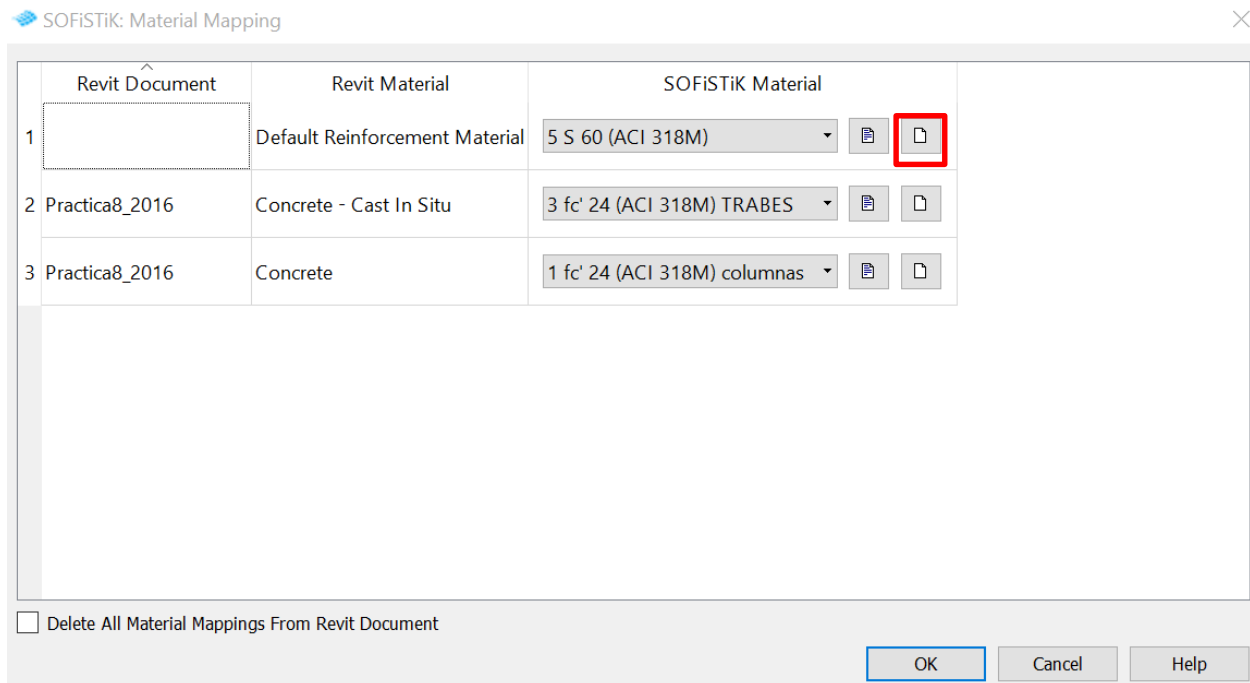 SOFiSTiK: Material Mapping
Revit Document Revit Material SOFiSTiK Material
1 Default Reinforcement Material 5 S 60 (ACI 318M)
2 Practica8_2016 Concrete - Cast In Situ 3 fc' 24 (ACI 318M) TRABES
3 Practica8_2016 Concrete 1 fc' 24 (ACI 318M) columnas
Delete All Material Mappings From Revit Document
OK Cancel Help